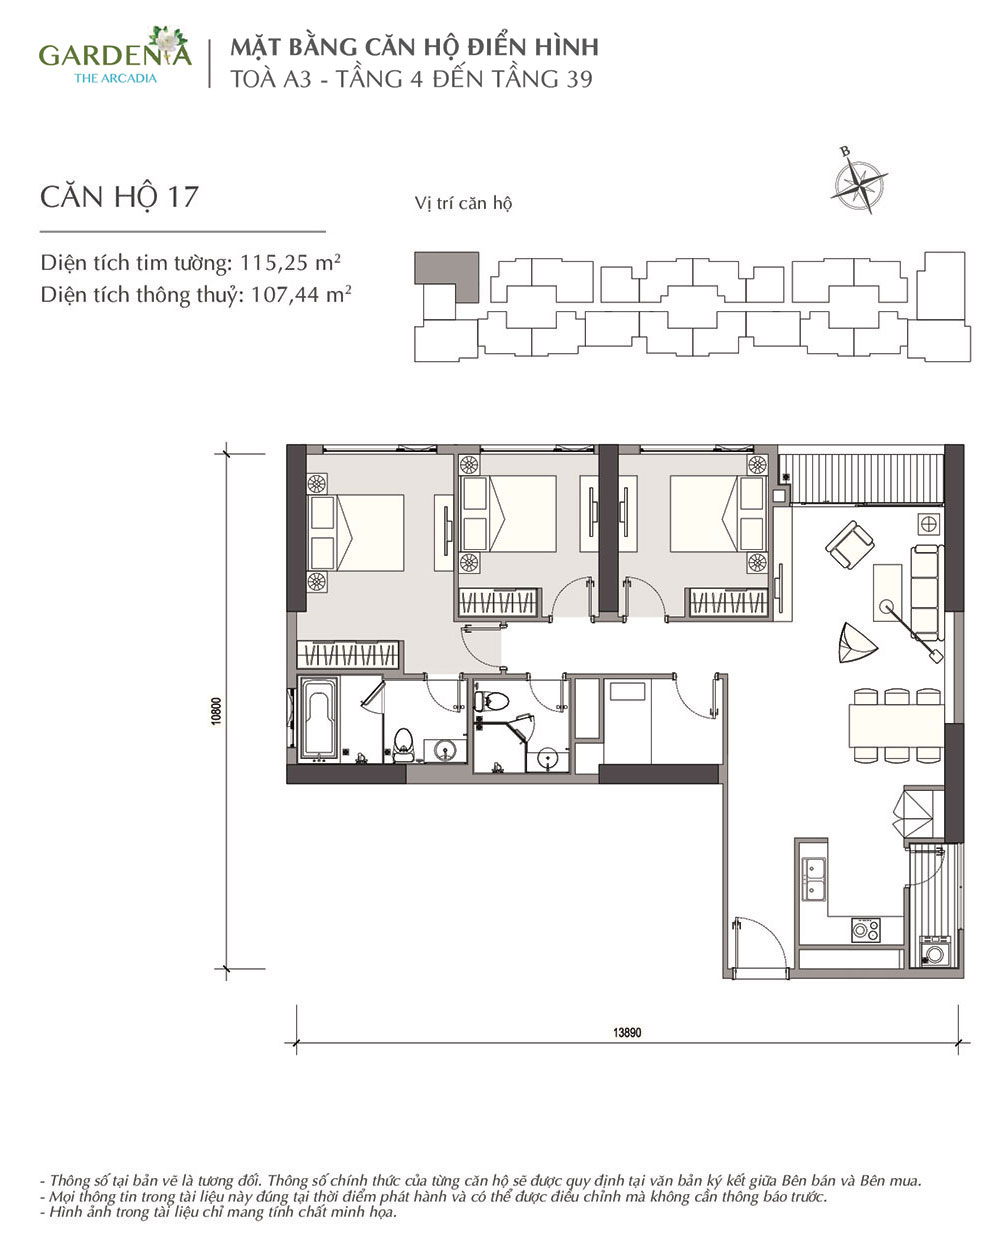 GARDENIA
THE ARCADIA
MẶT BẰNG CĂN HỘ ĐIỂN HÌNH
TOÀ A3 - TẦNG 4 ĐẾN TẦNG 39
B
CĂN HỘ 17
Vị trí căn hộ
Diện tích tim tường: 115,25 m²
Diện tích thông thuỷ: 107,44 m²
10800
13890
- Thông số tại bản vẽ là tương đối. Thông số chính thức của từng căn hộ sẽ được quy định tại văn bản ký kết giữa Bên bán và Bên mua.
- Mọi thông tin trong tài liệu này đúng tại thời điểm phát hành và có thể được điều chỉnh mà không cần thông báo trước.
- Hình ảnh trong tài liệu chỉ mang tính chất minh họa.